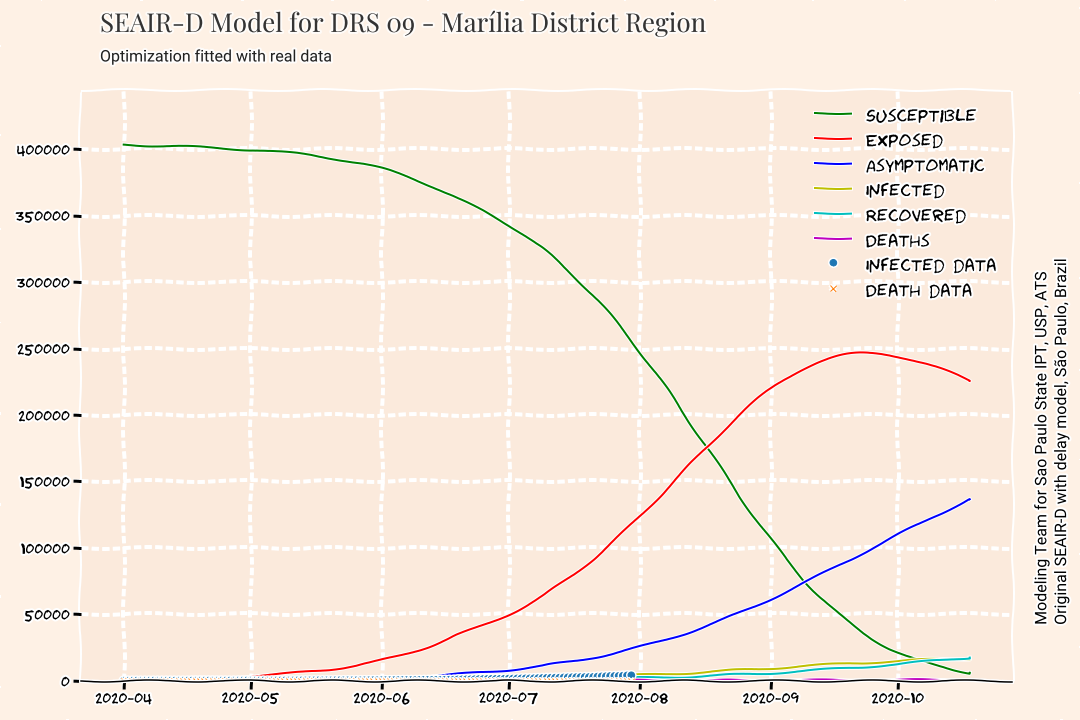 SEAIR-D Model for DRS 09 - Marília District Region
Optimization fitted with real data
SUSCEPTIBLE
EXPOSED
ASYMPTOMATIC
INFECTED
RECOVERED
DEATHS
INFECTED DATA
DEATH DATA
400000
350000
300000
250000
200000
150000
100000
50000
0
2020-04 2020-05 2020-06 2020-07 2020-08 2020-09 2020-10
Modeling Team for Sao Paulo State IPT, USP, ATS
Original SEAIR-D with delay model, São Paulo, Brazil